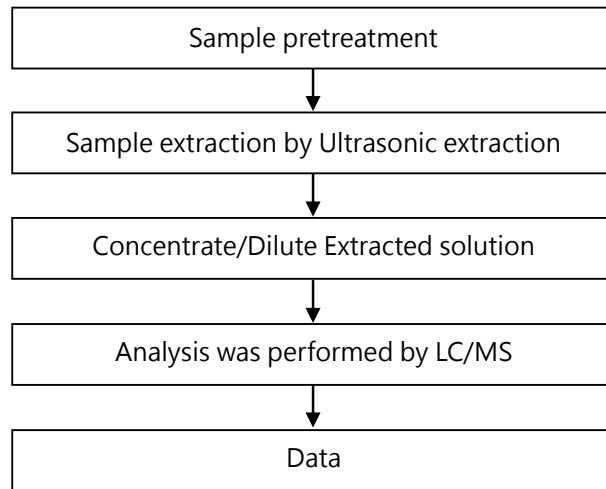 Sample pretreatment
Sample extraction by Ultrasonic extraction
Concentrate/Dilute Extracted solution
Analysis was performed by LC/MS
Data